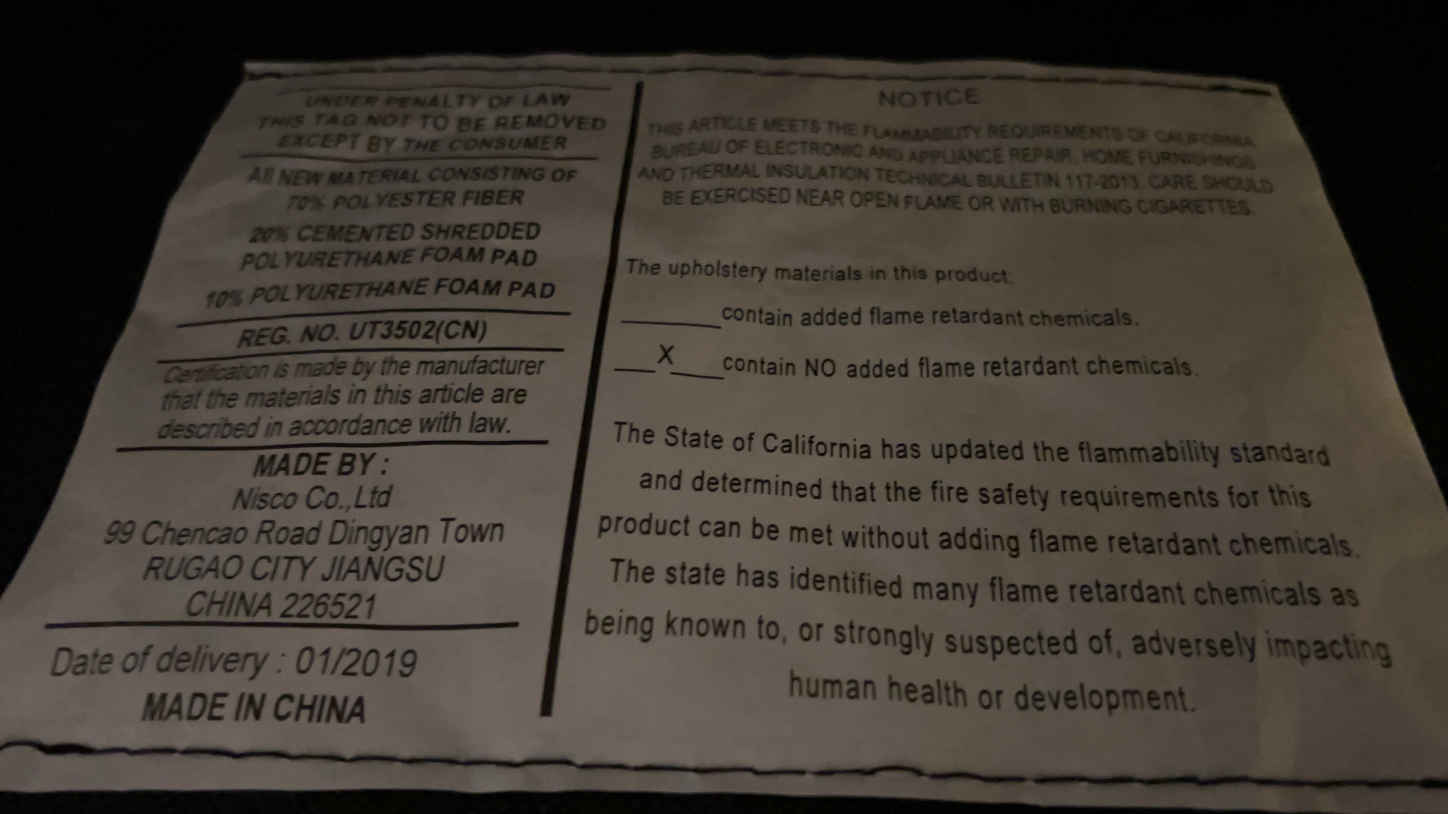 UNDER PENALTY OF LAW
THIS TAG NOT TO BE REMOVED
EXCEPT BY THE CONSUMER
All NEW MATERIAL CONSISTING OF
70% POLYESTER FIBER
20% CEMENTED SHREDDED
POLYURETHANE FOAM PAD
10% POLYURETHANE FOAM PAD
REG. NO. UT3502(CN)
Certification is made by the manufacturer
that the materials in this article are
described in accordance with law.
MADE BY :
Nisco Co.,Ltd
99 Chencao Road Dingyan Town
RUGAO CITY JIANGSU
CHINA 226521
Date of delivery : 01/2019
MADE IN CHINA
NOTICE
THIS ARTICLE MEETS THE FLAMMABILITY REQUIREMENTS OF CALIFORNIA
BUREAU OF ELECTRONIC AND APPLIANCE REPAIR, HOME FURNISHINGS
AND THERMAL INSULATION TECHNICAL BULLETIN 117-2013. CARE SHOULD
BE EXERCISED NEAR OPEN FLAME OR WITH BURNING CIGARETTES.
The upholstery materials in this product:
_______contain added flame retardant chemicals.
___X____contain NO added flame retardant chemicals.
The State of California has updated the flammability standard
and determined that the fire safety requirements for this
product can be met without adding flame retardant chemicals.
The state has identified many flame retardant chemicals as
being known to, or strongly suspected of, adversely impacting
human health or development.